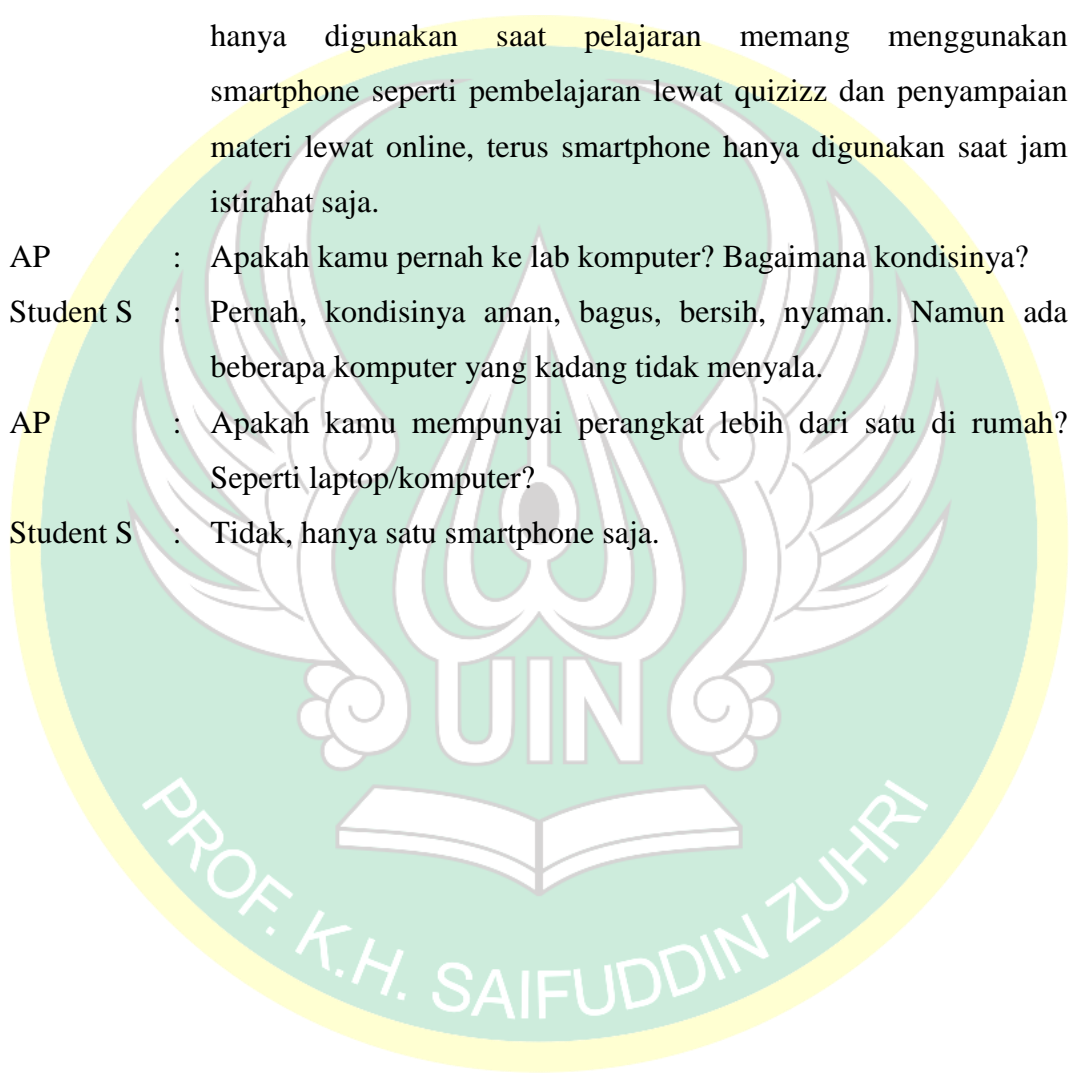 hanya digunakan saat pelajaran memang menggunakan
smartphone seperti pembelajaran lewat quizizz dan penyampaian
materi lewat online, terus smartphone hanya digunakan saat jam
istirahat saja.
AP : Apakah kamu pernah ke lab komputer? Bagaimana kondisinya?
Student S : Pernah, kondisinya aman, bagus, bersih, nyaman. Namun ada
beberapa komputer yang kadang tidak menyala.
AP : Apakah kamu mempunyai perangkat lebih dari satu di rumah?
Seperti laptop/komputer?
Student S : Tidak, hanya satu smartphone saja.
UIN
PROF. K.H. SAIFUDDIN ZUHRI